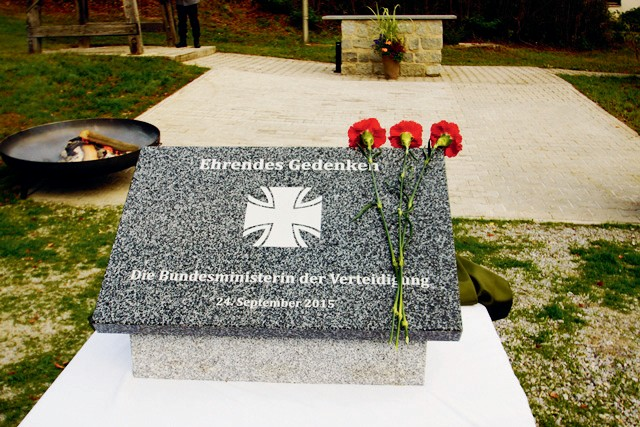 Ehrendes Gedenken
Die Bundesministerin der Verteidigung
24. September 2015